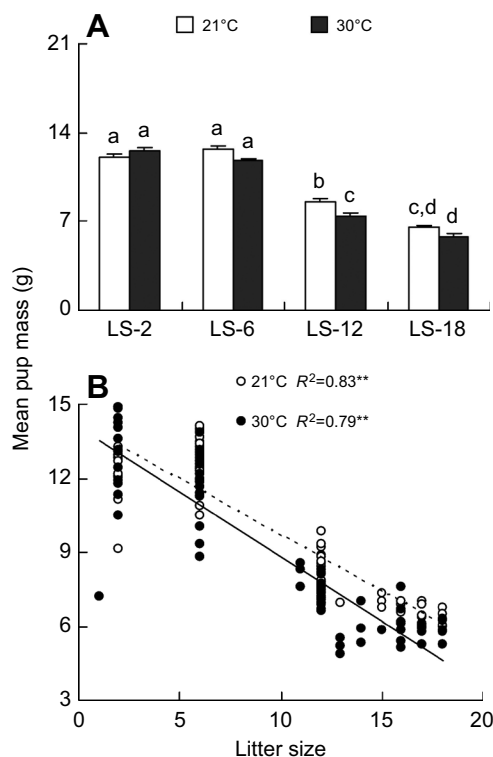 A
21°C 30°C
21
14
7
0
a a a a b c c,d d
LS-2 LS-6 LS-12 LS-18
Mean pup mass (g)
B
21°C R²=0.83**
30°C R²=0.79**
15
12
9
6
3
0 5 10 15 20
Litter size